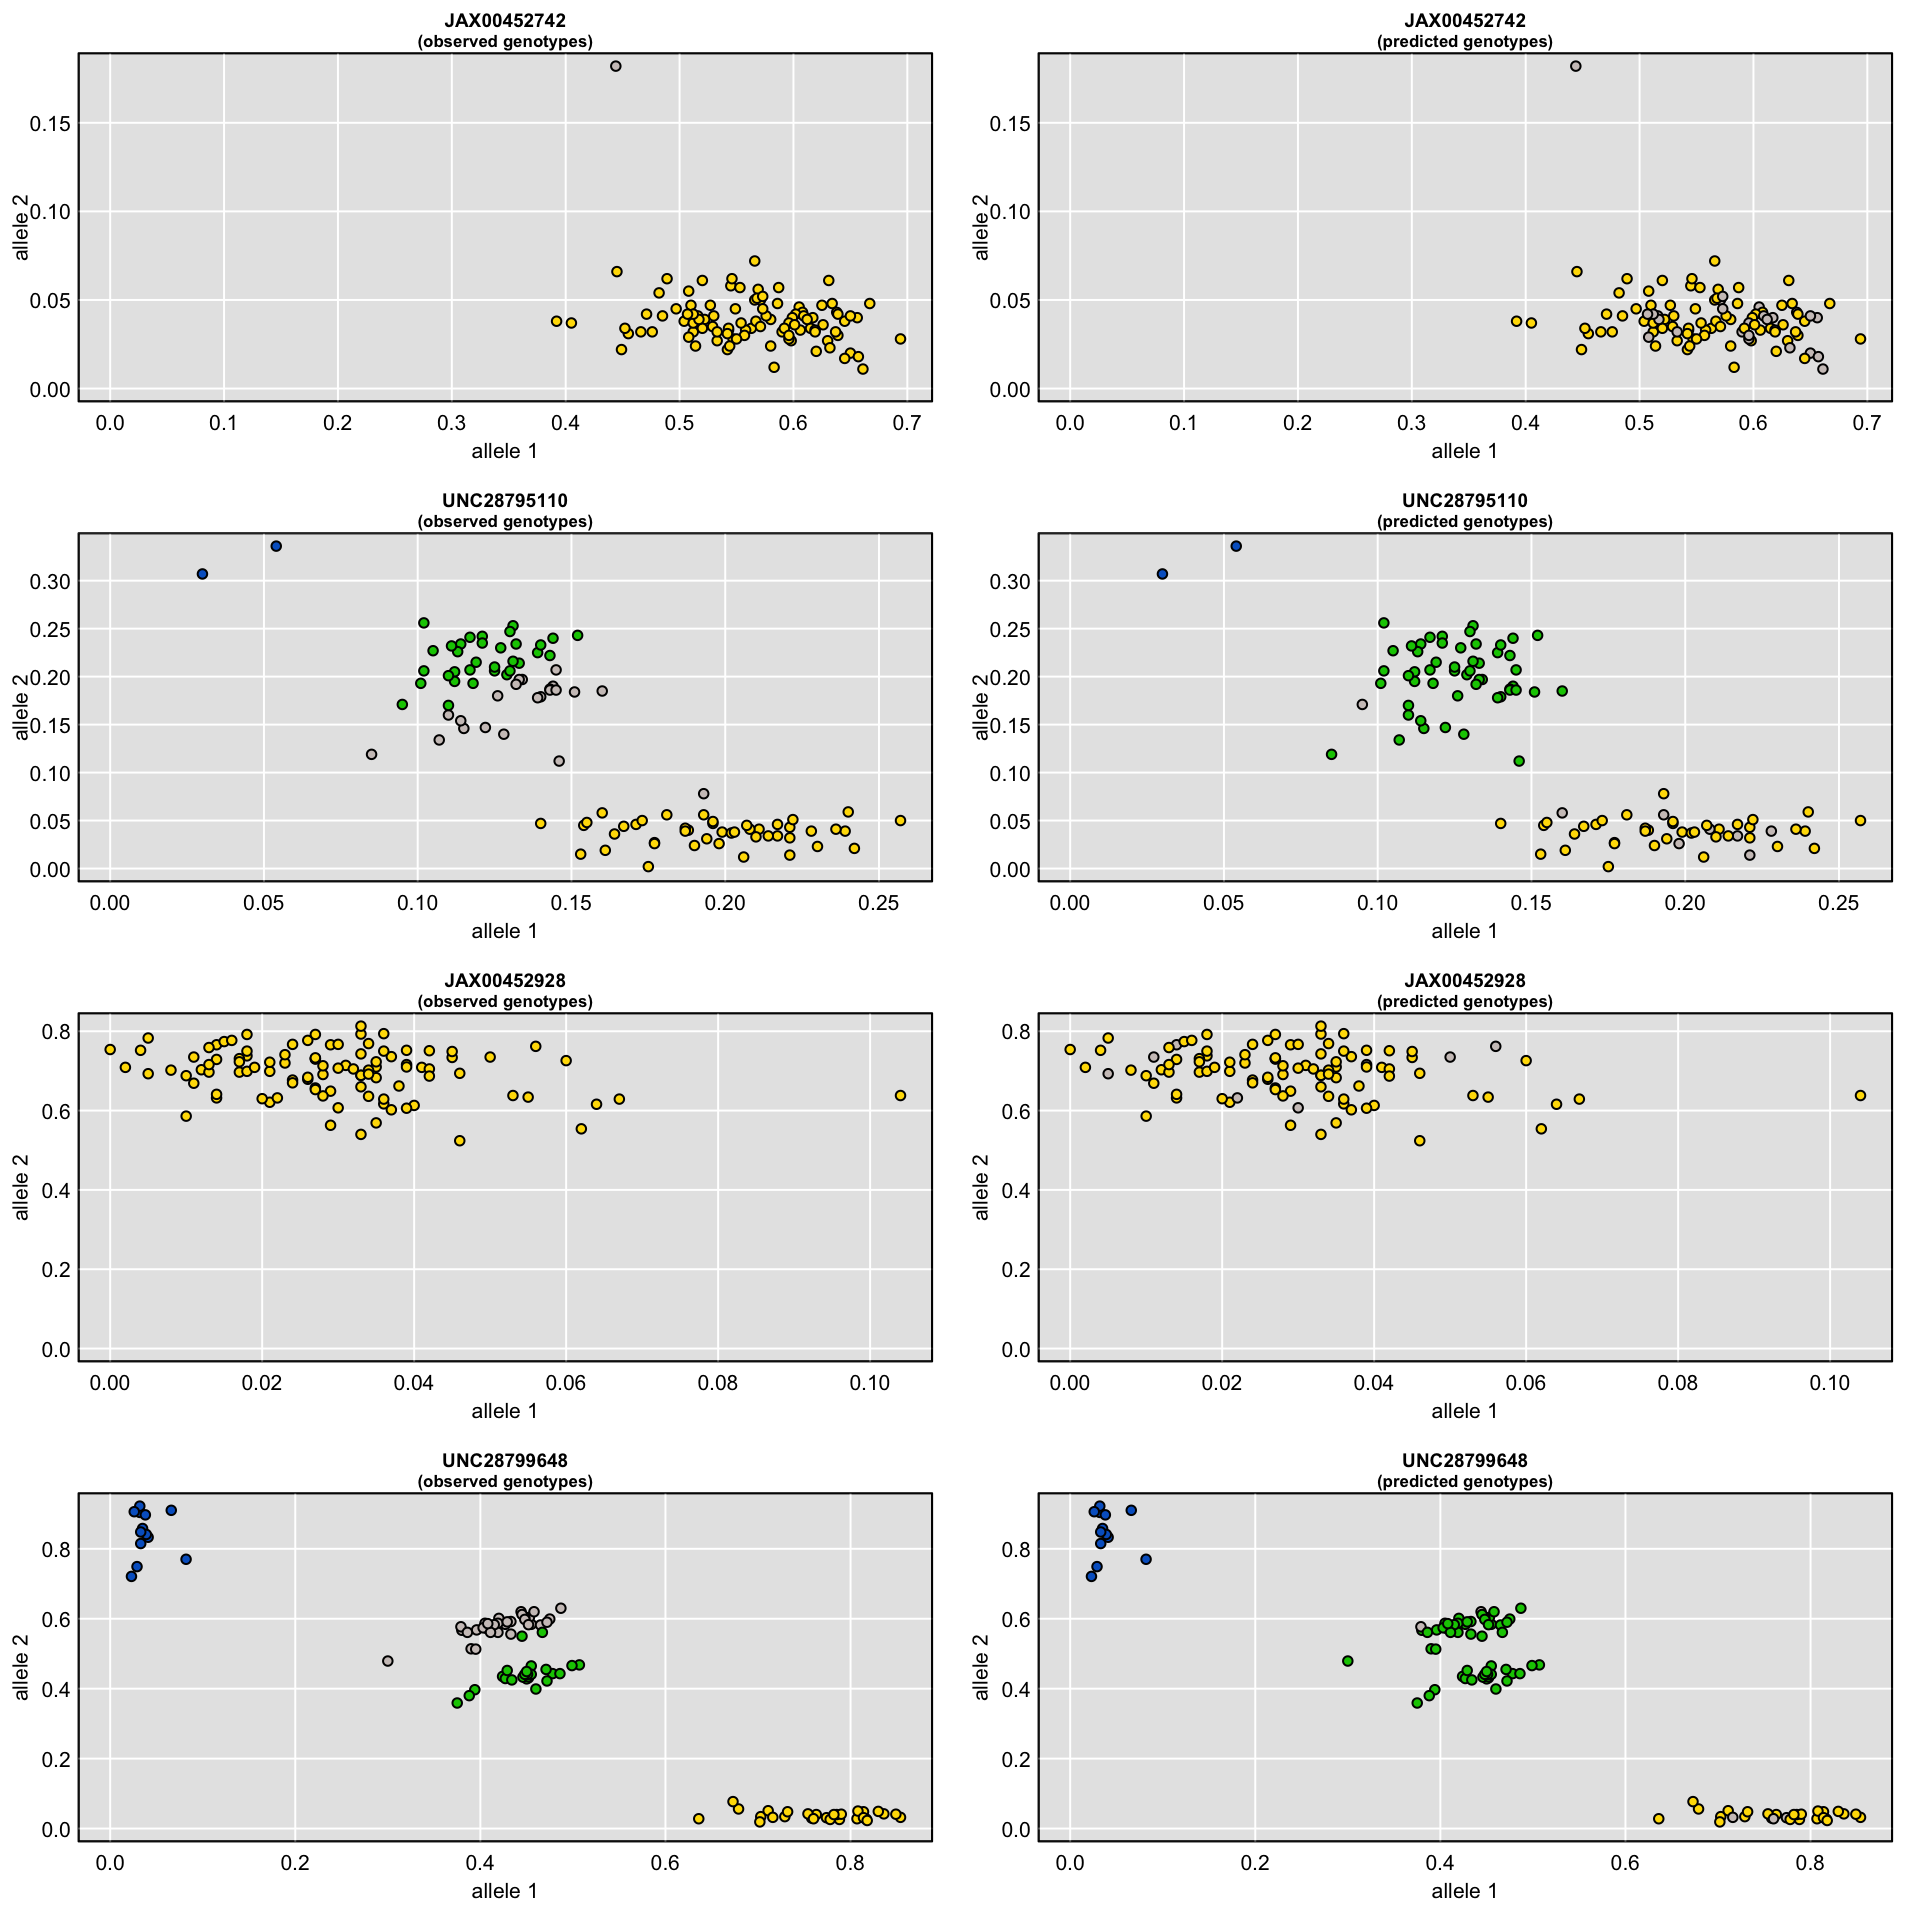 JAX00452742
(observed genotypes)
allele 2
0.15
0.10
0.05
0.00
0.0 0.1 0.2 0.3 0.4 0.5 0.6 0.7
allele 1
JAX00452742
(predicted genotypes)
allele 2
0.15
0.10
0.05
0.00
0.0 0.1 0.2 0.3 0.4 0.5 0.6 0.7
allele 1
UNC28795110
(observed genotypes)
allele 2
0.30
0.25
0.20
0.15
0.10
0.05
0.00
0.00 0.05 0.10 0.15 0.20 0.25
allele 1
UNC28795110
(predicted genotypes)
allele 2
0.30
0.25
0.20
0.15
0.10
0.05
0.00
0.00 0.05 0.10 0.15 0.20 0.25
allele 1
JAX00452928
(observed genotypes)
allele 2
0.8
0.6
0.4
0.2
0.0
0.00 0.02 0.04 0.06 0.08 0.10
allele 1
JAX00452928
(predicted genotypes)
allele 2
0.8
0.6
0.4
0.2
0.0
0.00 0.02 0.04 0.06 0.08 0.10
allele 1
UNC28799648
(observed genotypes)
allele 2
0.8
0.6
0.4
0.2
0.0
0.0 0.2 0.4 0.6 0.8
allele 1
UNC28799648
(predicted genotypes)
allele 2
0.8
0.6
0.4
0.2
0.0
0.0 0.2 0.4 0.6 0.8
allele 1